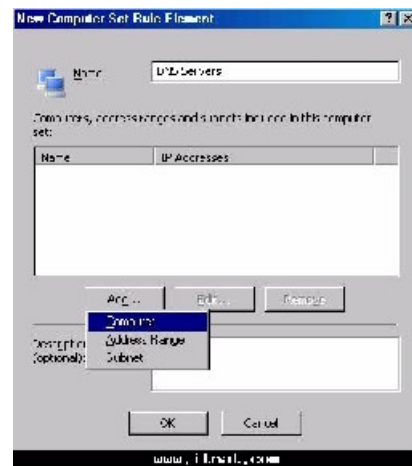 New Computer Set Rule Element
Name
DNS Servers
Computers, address ranges and subnets included in this computer
set:
Name IP Addresses
Add... Edit... Remove
Computer
Address Range
Subnet
Description
(optional):
OK Cancel